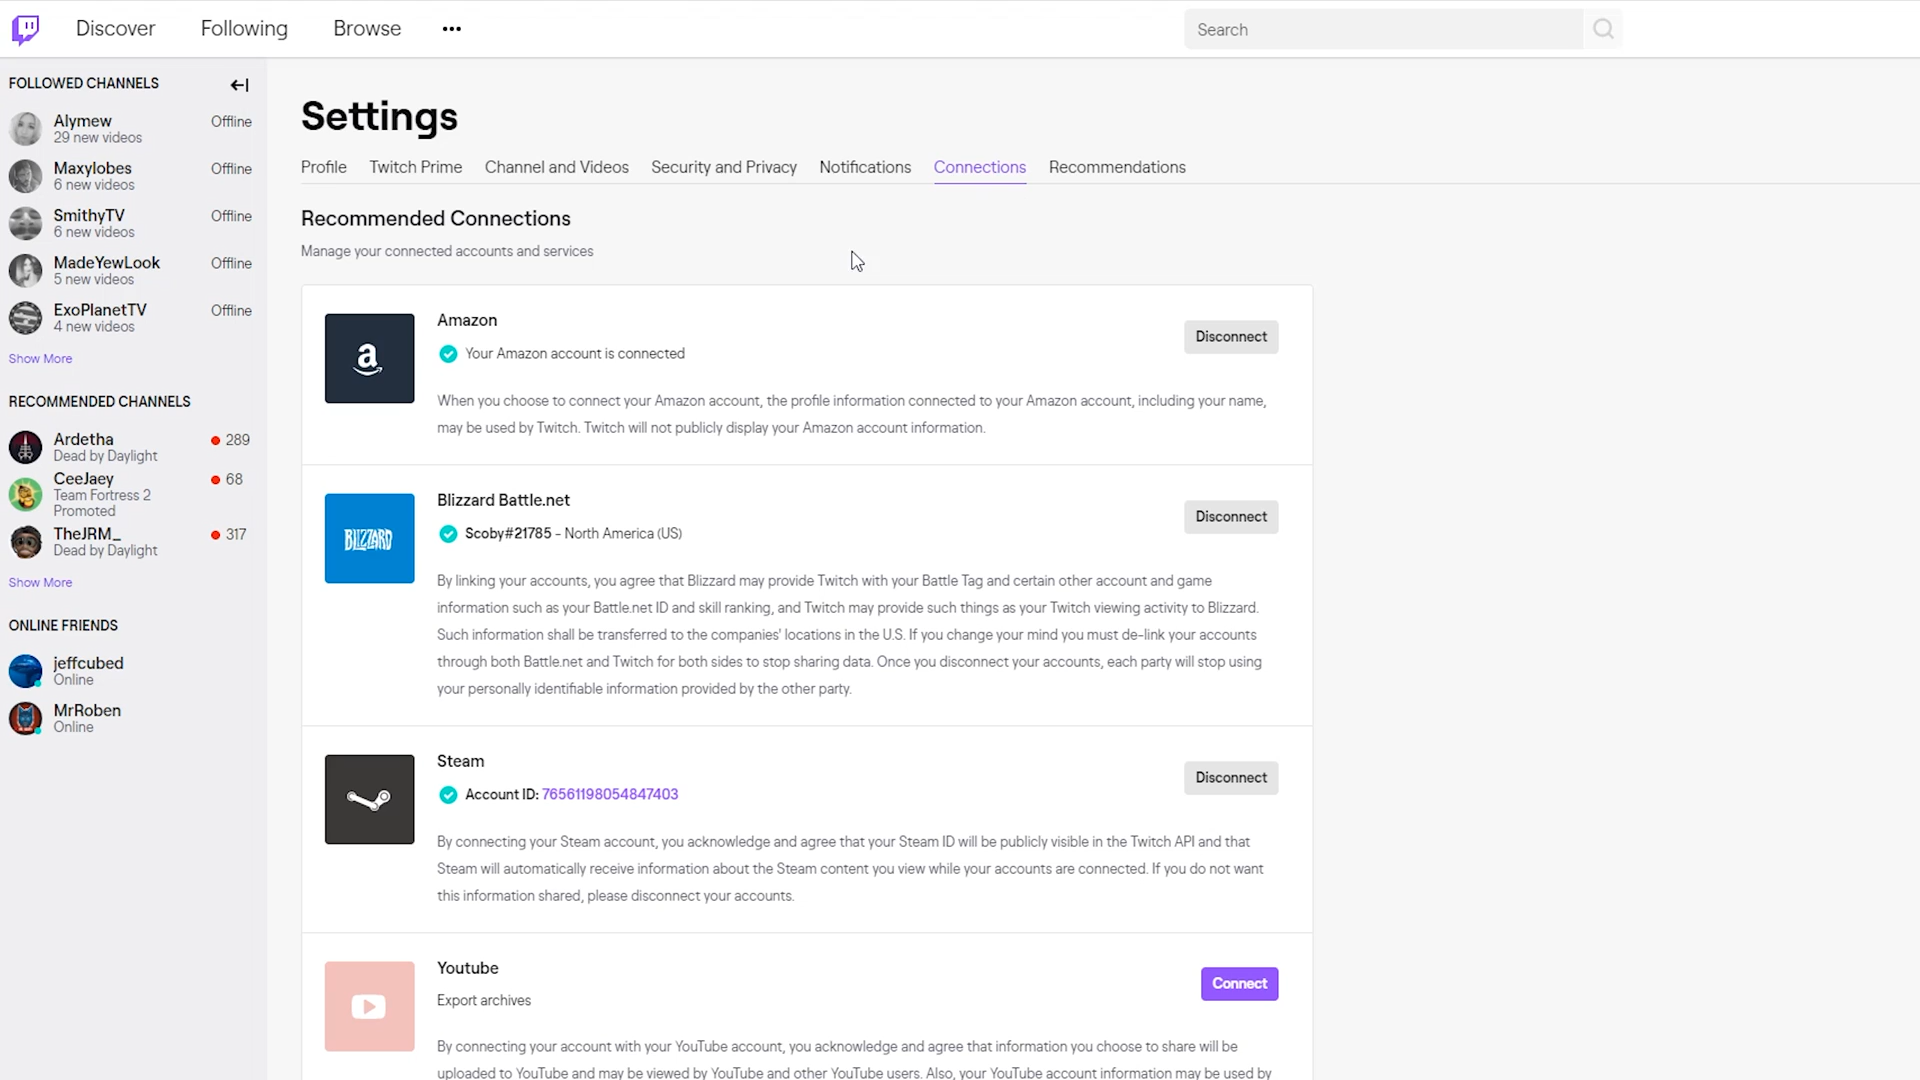 Discover
Following
Browse
•••
Search
FOLLOWED CHANNELS
Alymew
Offline
29 new videos
Maxylobes
Offline
6 new videos
SmithyTV
Offline
6 new videos
MadeYewLook
Offline
5 new videos
ExoPlanetTV
Offline
4 new videos
Show More
RECOMMENDED CHANNELS
Ardetha
289
Dead by Daylight
CeeJaey
68
Team Fortress 2
Promoted
TheJRM_
317
Dead by Daylight
Show More
ONLINE FRIENDS
jeffcubed
Online
MrRoben
Online
Settings
Profile
Twitch Prime
Channel and Videos
Security and Privacy
Notifications
Connections
Recommendations
Recommended Connections
Manage your connected accounts and services
a
Amazon
Your Amazon account is connected
Disconnect
When you choose to connect your Amazon account, the profile information connected to your Amazon account, including your name,
may be used by Twitch. Twitch will not publicly display your Amazon account information.
BLIZZARD
Blizzard Battle.net
Scoby#21785 - North America (US)
Disconnect
By linking your accounts, you agree that Blizzard may provide Twitch with your Battle Tag and certain other account and game
information such as your Battle.net ID and skill ranking, and Twitch may provide such things as your Twitch viewing activity to Blizzard.
Such information shall be transferred to the companies' locations in the U.S. If you change your mind you must de-link your accounts
through both Battle.net and Twitch for both sides to stop sharing data. Once you disconnect your accounts, each party will stop using
your personally identifiable information provided by the other party.
Steam
Account ID: 76561198054847403
Disconnect
By connecting your Steam account, you acknowledge and agree that your Steam ID will be publicly visible in the Twitch API and that
Steam will automatically receive information about the Steam content you view while your accounts are connected. If you do not want
this information shared, please disconnect your accounts.
Youtube
Export archives
Connect
By connecting your account with your YouTube account, you acknowledge and agree that information you choose to share will be
uploaded to YouTube and may be viewed by YouTube and other YouTube users. Also, your YouTube account information may be used by